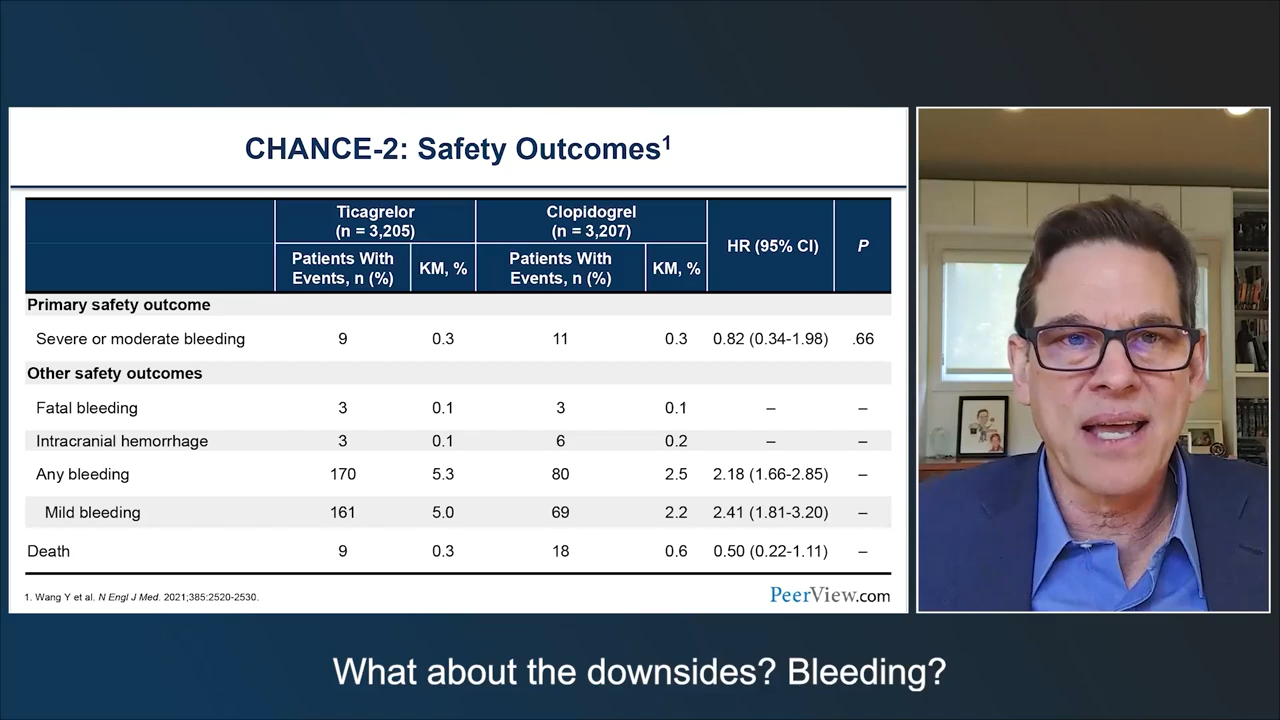 CHANCE-2: Safety Outcomes1
Ticagrelor
(n = 3,205)
Clopidogrel
(n = 3,207)
HR (95% CI)
P
Patients With
Events, n (%)
KM, %
Patients With
Events, n (%)
KM, %
Primary safety outcome
Severe or moderate bleeding 9 0.3 11 0.3 0.82 (0.34-1.98) .66
Other safety outcomes
Fatal bleeding 3 0.1 3 0.1 – –
Intracranial hemorrhage 3 0.1 6 0.2 – –
Any bleeding 170 5.3 80 2.5 2.18 (1.66-2.85) –
Mild bleeding 161 5.0 69 2.2 2.41 (1.81-3.20) –
Death 9 0.3 18 0.6 0.50 (0.22-1.11) –
1. Wang Y et al. N Engl J Med. 2021;385:2520-2530.
PeerView.com
What about the downsides? Bleeding?